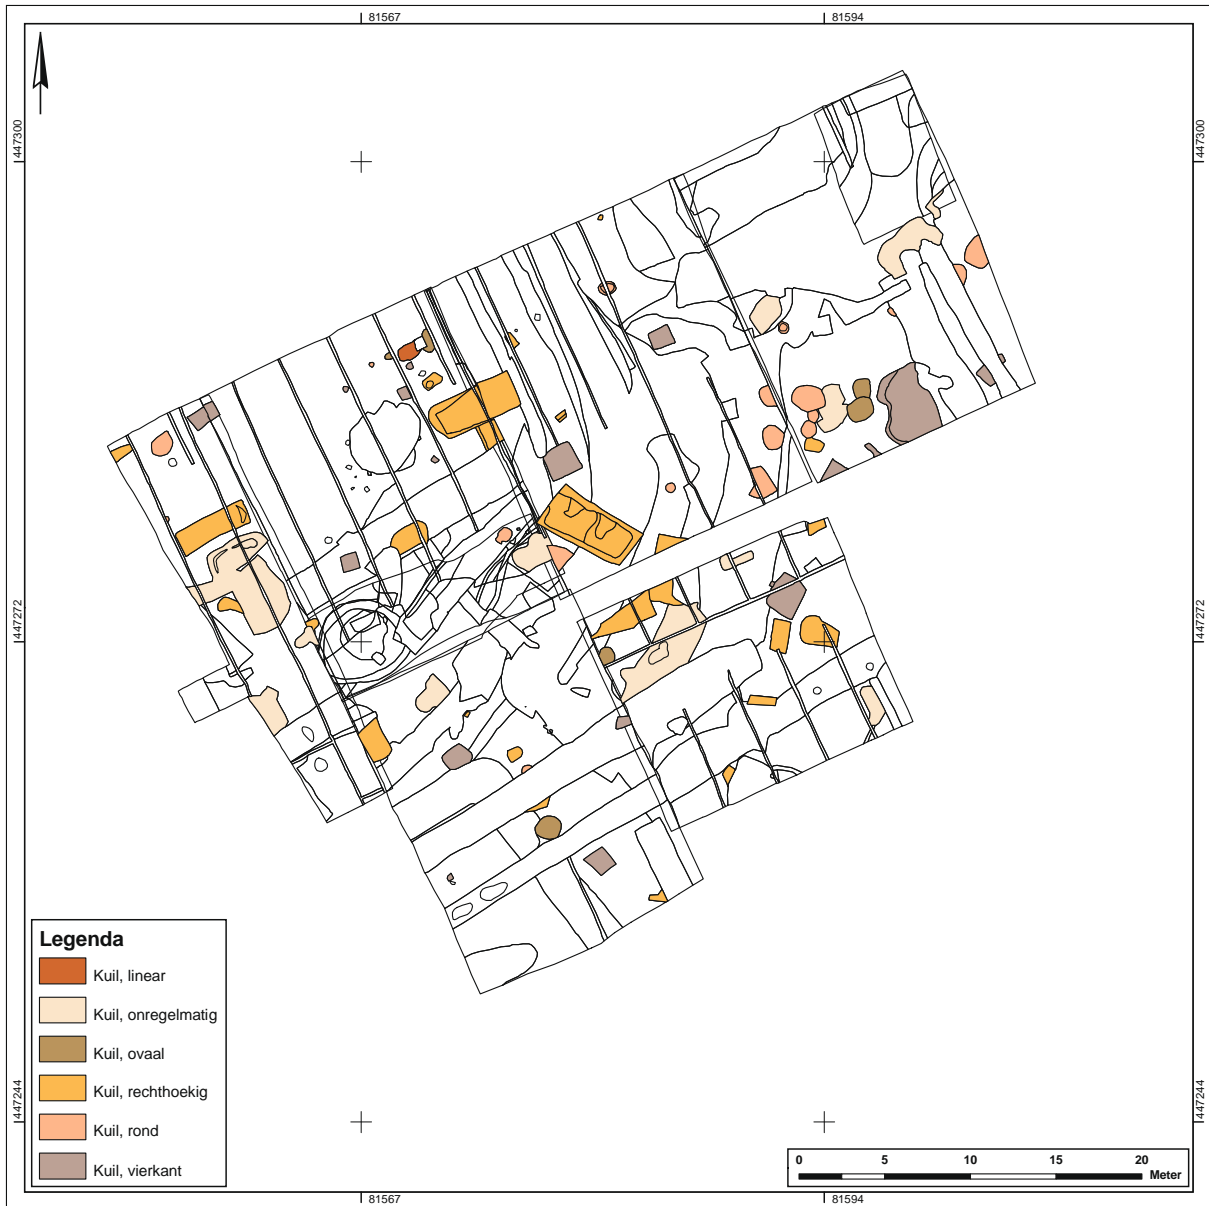 81567 81594
447300 447300
447272 447272
447244 447244
Legenda
Kuil, linear
Kuil, onregelmatig
Kuil, ovaal
Kuil, rechthoekig
Kuil, rond
Kuil, vierkant
0 5 10 15 20
Meter
81567 81594